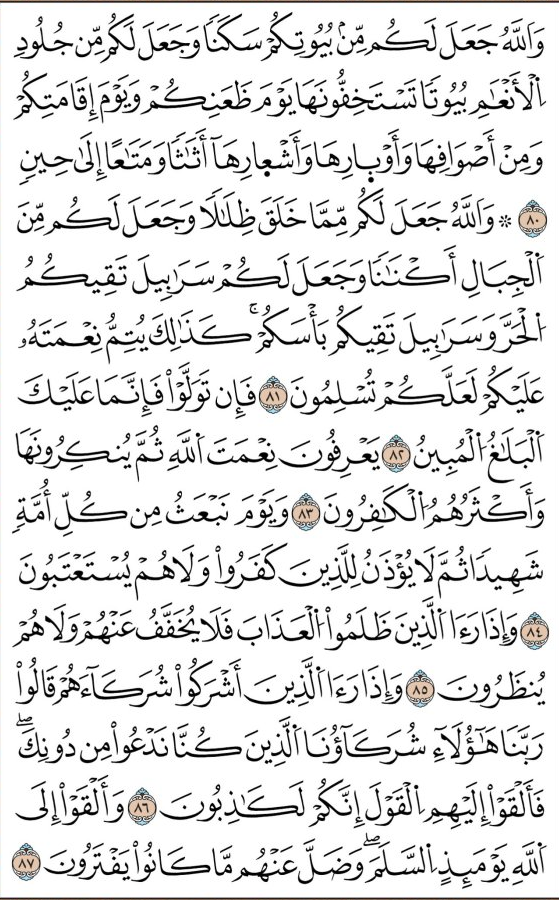 وَٱللَّهُ جَعَلَ لَكُم مِّنۢ بُيُوتِكُمْ سَكَنًا وَجَعَلَ لَكُم مِّن جُلُودِ
ٱلْأَنْعَٰمِ بُيُوتًا تَسْتَخِفُّونَهَا يَوْمَ ظَعْنِكُمْ وَيَوْمَ إِقَامَتِكُمْ
وَمِنْ أَصْوَافِهَا وَأَوْبَارِهَا وَأَشْعَارِهَآ أَثَٰثًا وَمَتَٰعًا إِلَىٰ حِينٍ
٨٠ ۞ وَٱللَّهُ جَعَلَ لَكُم مِّمَّا خَلَقَ ظِلَٰلًا وَجَعَلَ لَكُم مِّنَ
ٱلْجِبَالِ أَكْنَٰنًا وَجَعَلَ لَكُمْ سَرَٰبِيلَ تَقِيكُمُ
ٱلْحَرَّ وَسَرَٰبِيلَ تَقِيكُم بَأْسَكُمْ ۚ كَذَٰلِكَ يُتِمُّ نِعْمَتَهُۥ
عَلَيْكُمْ لَعَلَّكُمْ تُسْلِمُونَ ٨١ فَإِن تَوَلَّوْا۟ فَإِنَّمَا عَلَيْكَ
ٱلْبَلَٰغُ ٱلْمُبِينُ ٨٢ يَعْرِفُونَ نِعْمَتَ ٱللَّهِ ثُمَّ يُنكِرُونَهَا
وَأَكْثَرُهُمُ ٱلْكَٰفِرُونَ ٨٣ وَيَوْمَ نَبْعَثُ مِن كُلِّ أُمَّةٍ
شَهِيدًا ثُمَّ لَا يُؤْذَنُ لِلَّذِينَ كَفَرُوا۟ وَلَا هُمْ يُسْتَعْتَبُونَ
٨٤ وَإِذَا رَءَا ٱلَّذِينَ ظَلَمُوا۟ ٱلْعَذَابَ فَلَا يُخَفَّفُ عَنْهُمْ وَلَا هُمْ
يُنظَرُونَ ٨٥ وَإِذَا رَءَا ٱلَّذِينَ أَشْرَكُوا۟ شُرَكَآءَهُمْ قَالُوا۟
رَبَّنَا هَٰٓؤُلَآءِ شُرَكَآؤُنَا ٱلَّذِينَ كُنَّا نَدْعُوا۟ مِن دُونِكَ ۖ
فَأَلْقَوْا۟ إِلَيْهِمُ ٱلْقَوْلَ إِنَّكُمْ لَكَٰذِبُونَ ٨٦ وَأَلْقَوْا۟ إِلَى
ٱللَّهِ يَوْمَئِذٍ ٱلسَّلَمَ ۖ وَضَلَّ عَنْهُم مَّا كَانُوا۟ يَفْتَرُونَ ٨٧